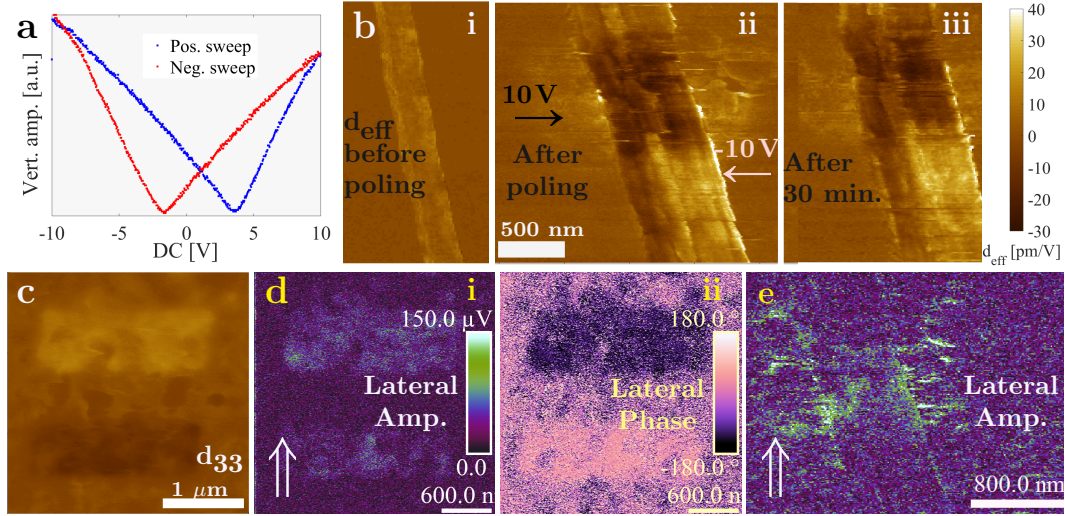 a
Pos. sweep
Neg. sweep
Vert. amp. [a.u.]
-10
-5
0
5
10
DC [V]
b
i
d_eff
before
poling
ii
10 V
After
poling
-10 V
500 nm
iii
After
30 min.
40
30
20
10
0
-10
-20
-30
d_eff [pm/V]
c
d33
1 μm
d
i
150.0 μV
Lateral
Amp.
0.0
600.0 n
ii
180.0 °
Lateral
Phase
-180.0 °
600.0 n
e
Lateral
Amp.
800.0 nm